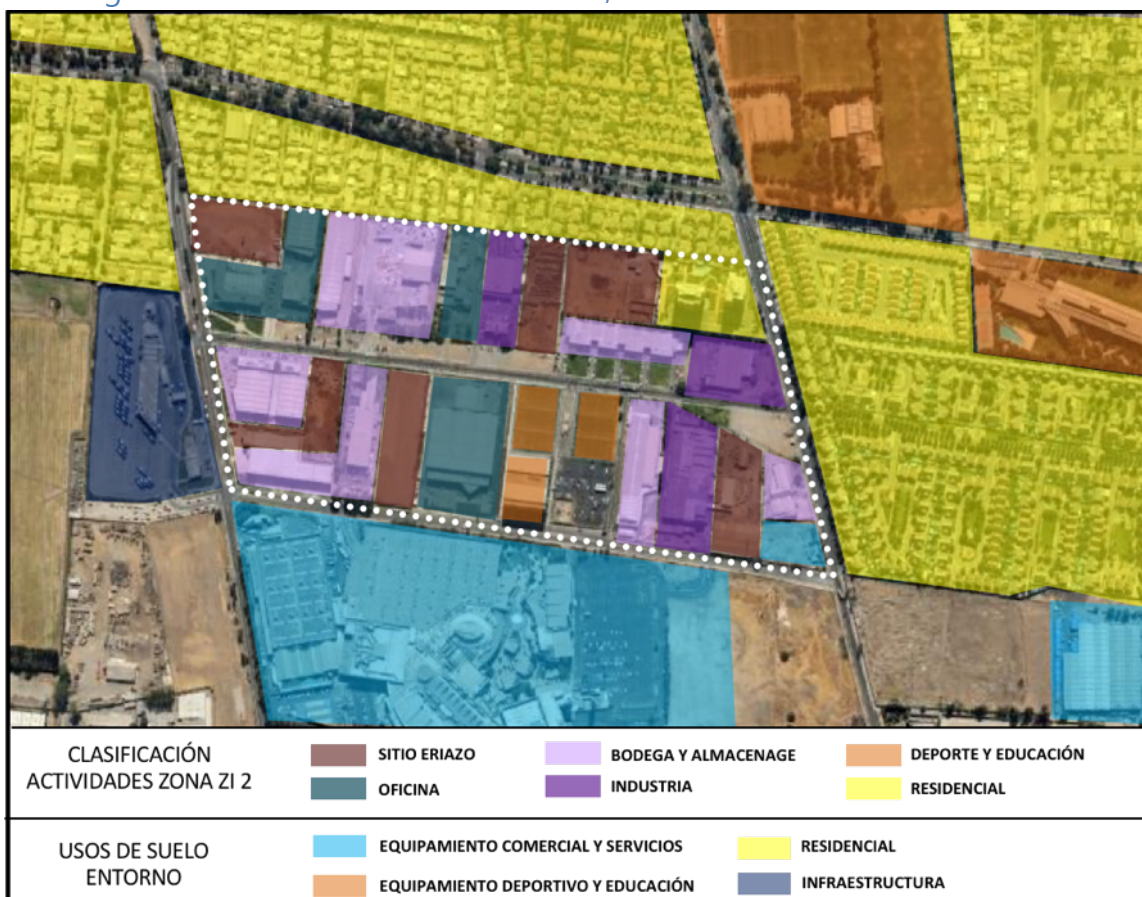 CLASIFICACIÓN
ACTIVIDADES ZONA ZI 2
SITIO ERIAZO
OFICINA
BODEGA Y ALMACENAGE
INDUSTRIA
DEPORTE Y EDUCACIÓN
RESIDENCIAL
USOS DE SUELO
ENTORNO
EQUIPAMIENTO COMERCIAL Y SERVICIOS
EQUIPAMIENTO DEPORTIVO Y EDUCACIÓN
RESIDENCIAL
INFRAESTRUCTURA